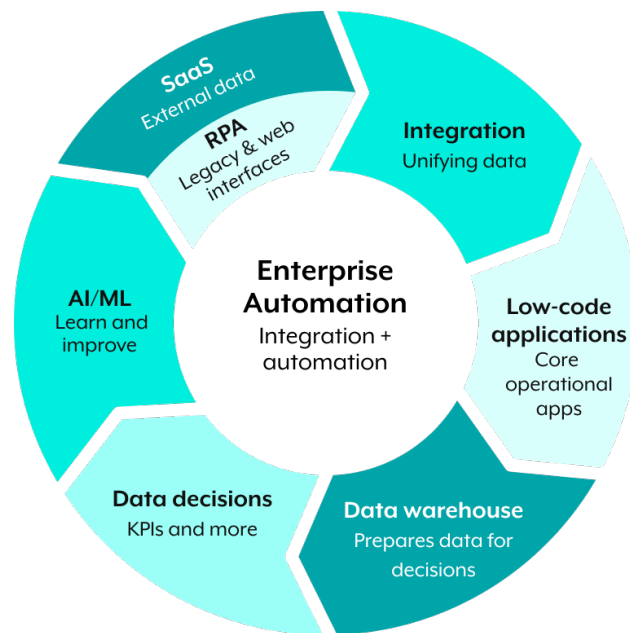 SaaS
External data
RPA
Legacy & web
interfaces
Integration
Unifying data
Low-code
applications
Core
operational
apps
Data warehouse
Prepares data for
decisions
Data decisions
KPIs and more
AI/ML
Learn and
improve
Enterprise
Automation
Integration +
automation